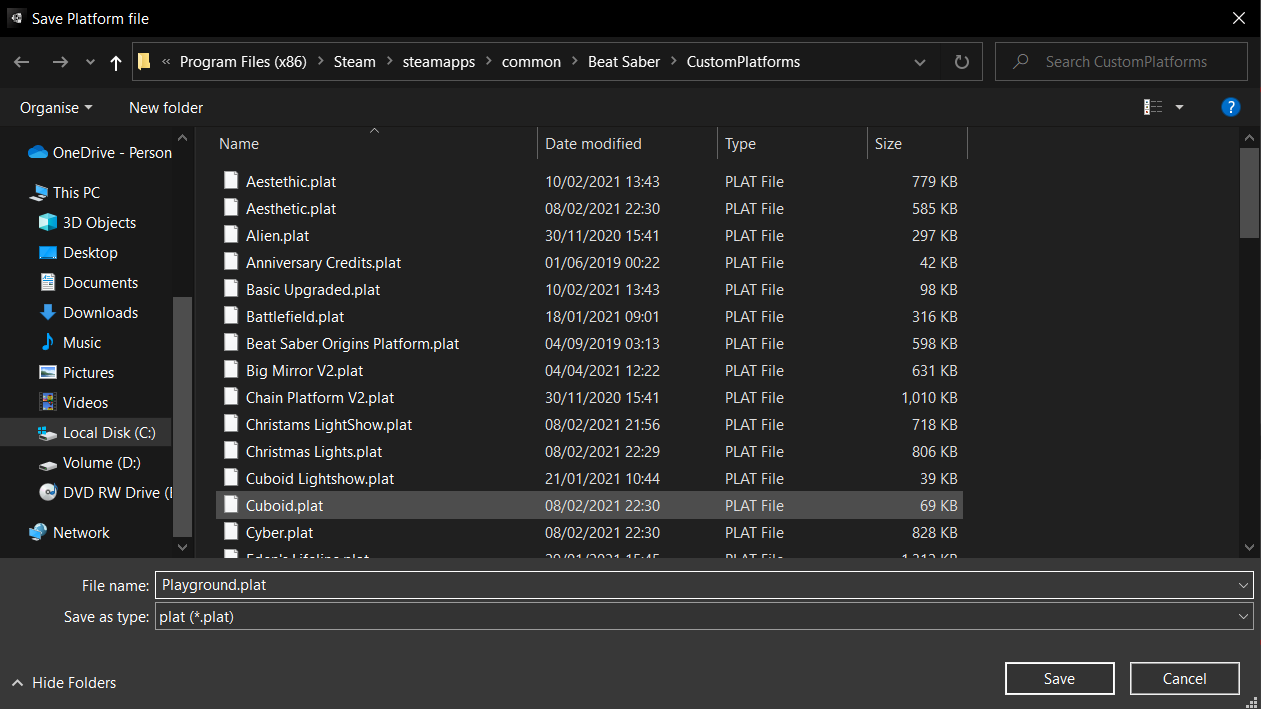 Save Platform file
« Program Files (x86) > Steam > steamapps > common > Beat Saber > CustomPlatforms
Search CustomPlatforms
Organise New folder ?
Name Date modified Type Size
OneDrive - Person
This PC
3D Objects
Desktop
Documents
Downloads
Music
Pictures
Videos
Local Disk (C:)
Volume (D:)
DVD RW Drive (
Network
Aestethic.plat 10/02/2021 13:43 PLAT File 779 KB
Aesthetic.plat 08/02/2021 22:30 PLAT File 585 KB
Alien.plat 30/11/2020 15:41 PLAT File 297 KB
Anniversary Credits.plat 01/06/2019 00:22 PLAT File 42 KB
Basic Upgraded.plat 10/02/2021 13:43 PLAT File 98 KB
Battlefield.plat 18/01/2021 09:01 PLAT File 316 KB
Beat Saber Origins Platform.plat 04/09/2019 03:13 PLAT File 598 KB
Big Mirror V2.plat 04/04/2021 12:22 PLAT File 631 KB
Chain Platform V2.plat 30/11/2020 15:41 PLAT File 1,010 KB
Christams LightShow.plat 08/02/2021 21:56 PLAT File 718 KB
Christmas Lights.plat 08/02/2021 22:29 PLAT File 806 KB
Cuboid Lightshow.plat 21/01/2021 10:44 PLAT File 39 KB
Cuboid.plat 08/02/2021 22:30 PLAT File 69 KB
Cyber.plat 08/02/2021 22:30 PLAT File 828 KB
File name: Playground.plat
Save as type: plat (*.plat)
Hide Folders
Save Cancel